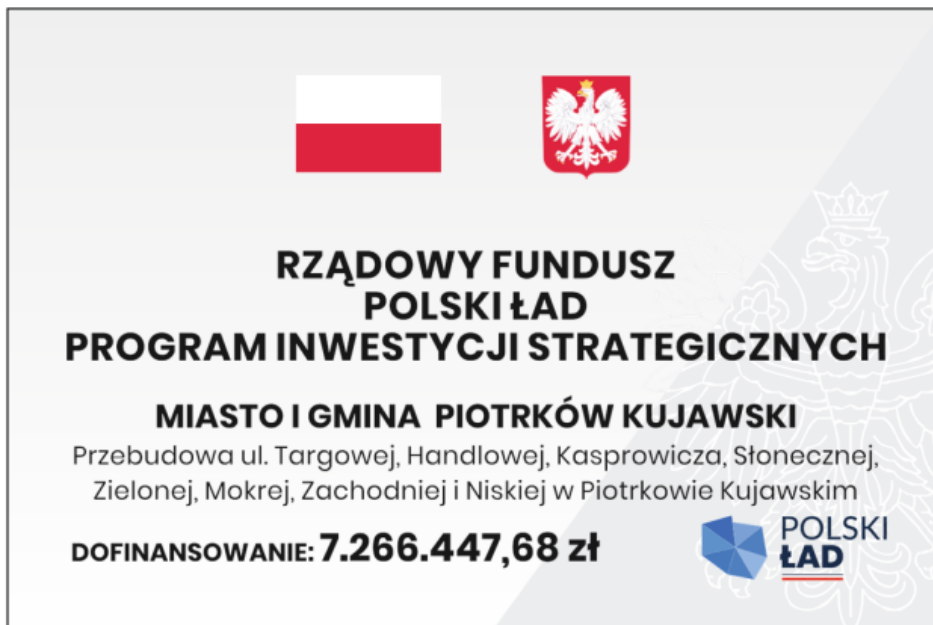 RZĄDOWY FUNDUSZ
POLSKI ŁAD
PROGRAM INWESTYCJI STRATEGICZNYCH
MIASTO I GMINA PIOTRKÓW KUJAWSKI
Przebudowa ul. Targowej, Handlowej, Kasprowicza, Słonecznej,
Zielonej, Mokrej, Zachodniej i Niskiej w Piotrkowie Kujawskim
DOFINANSOWANIE: 7.266.447,68 zł
POLSKI
ŁAD